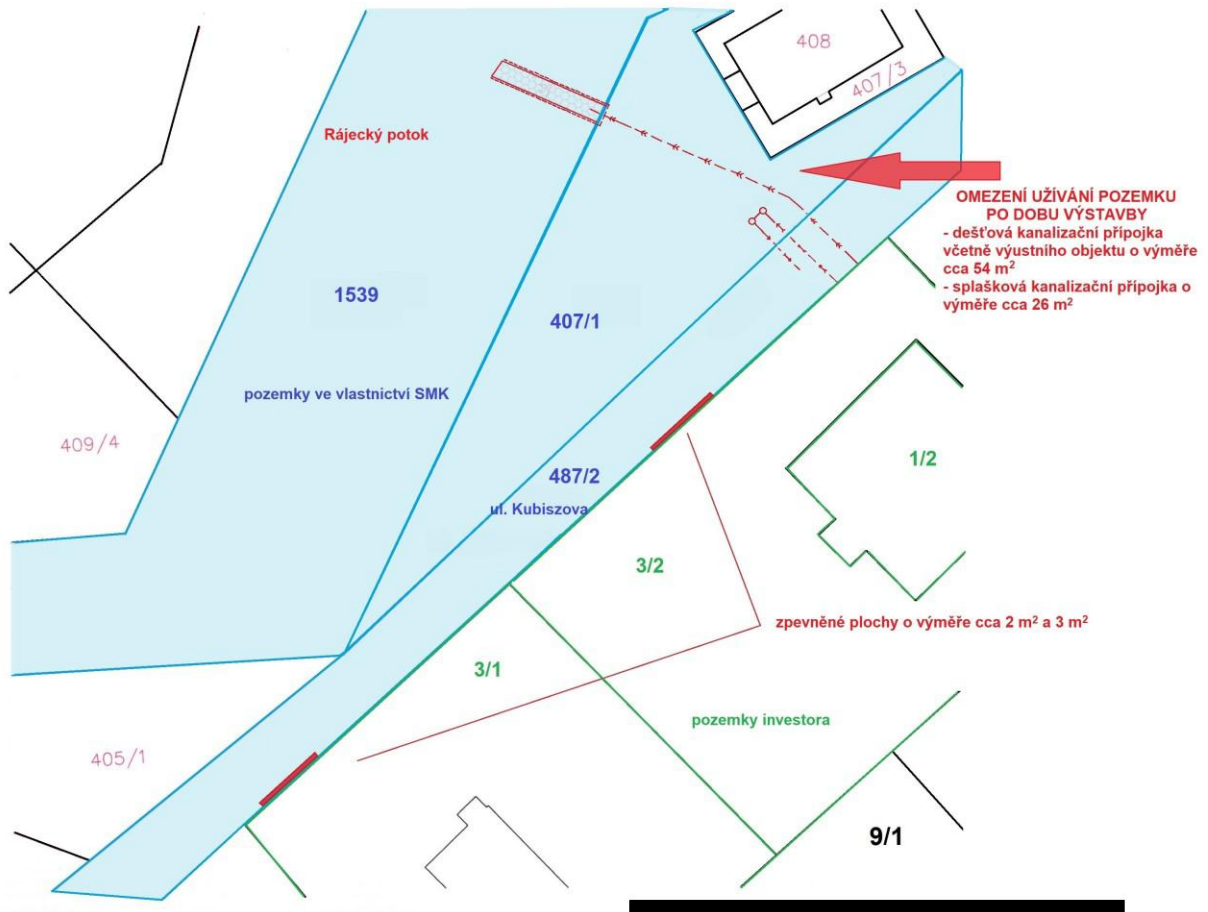 408
407/3
Rájecký potok
OMEZENÍ UŽÍVÁNÍ POZEMKU
PO DOBU VÝSTAVBY
- dešťová kanalizační přípojka
včetně výustního objektu o výměře
cca 54 m²
- splašková kanalizační přípojka o
výměře cca 26 m²
1539
407/1
pozemky ve vlastnictví SMK
409/4
1/2
487/2
ul. Kubiszova
3/2
zpevněné plochy o výměře cca 2 m² a 3 m²
3/1
pozemky investora
405/1
9/1